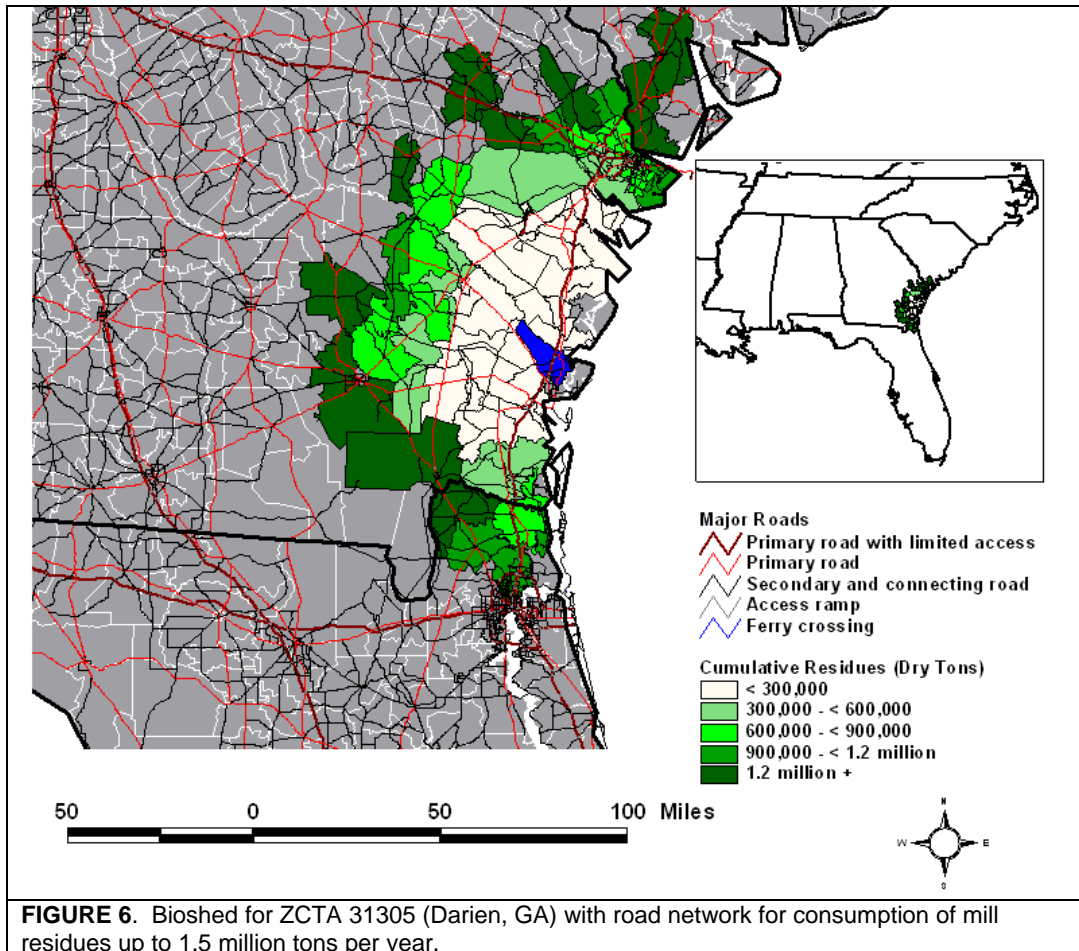 Major Roads
Primary road with limited access
Primary road
Secondary and connecting road
Access ramp
Ferry crossing
Cumulative Residues (Dry Tons)
< 300,000
300,000 - < 600,000
600,000 - < 900,000
900,000 - < 1.2 million
1.2 million +
50 0 50 100 Miles
N
W E
S
FIGURE 6. Bioshed for ZCTA 31305 (Darien, GA) with road network for consumption of mill
residues up to 1.5 million tons per year.